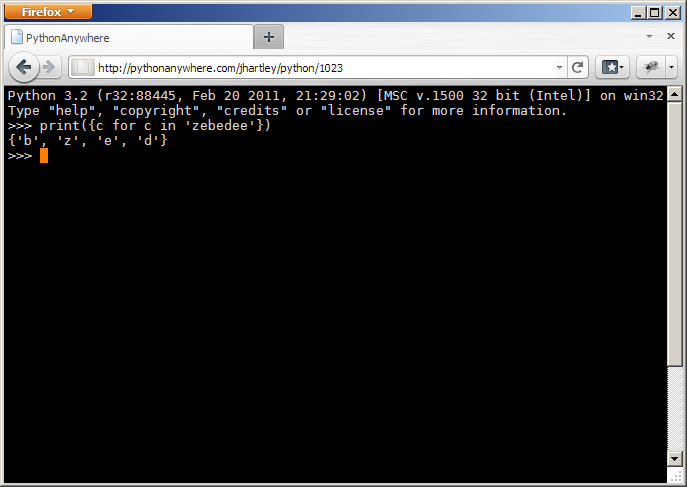 Firefox
PythonAnywhere
http://pythonanywhere.com/jhartley/python/1023
Python 3.2 (r32:88445, Feb 20 2011, 21:29:02) [MSC v.1500 32 bit (Intel)] on win32
Type "help", "copyright", "credits" or "license" for more information.
>>> print({c for c in 'zebedee'})
{'b', 'z', 'e', 'd'}
>>>